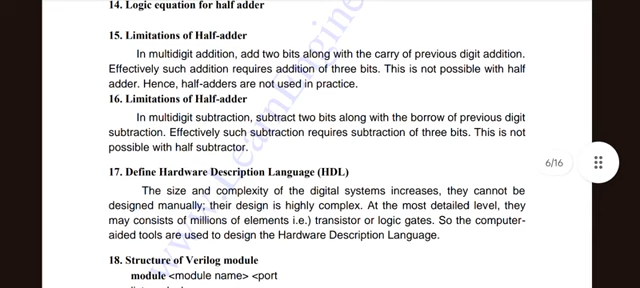 14. Logic equation for half adder
15. Limitations of Half-adder
In multidigit addition, add two bits along with the carry of previous digit addition.
Effectively such addition requires addition of three bits. This is not possible with half
adder. Hence, half-adders are not used in practice.
16. Limitations of Half-adder
In multidigit subtraction, subtract two bits along with the borrow of previous digit
subtraction. Effectively such subtraction requires subtraction of three bits. This is not
possible with half subtractor.
6/16
17. Define Hardware Description Language (HDL)
The size and complexity of the digital systems increases, they cannot be
designed manually; their design is highly complex. At the most detailed level, they
may consists of millions of elements i.e.) transistor or logic gates. So the computer-
aided tools are used to design the Hardware Description Language.
18. Structure of Verilog module
module <module name> <port